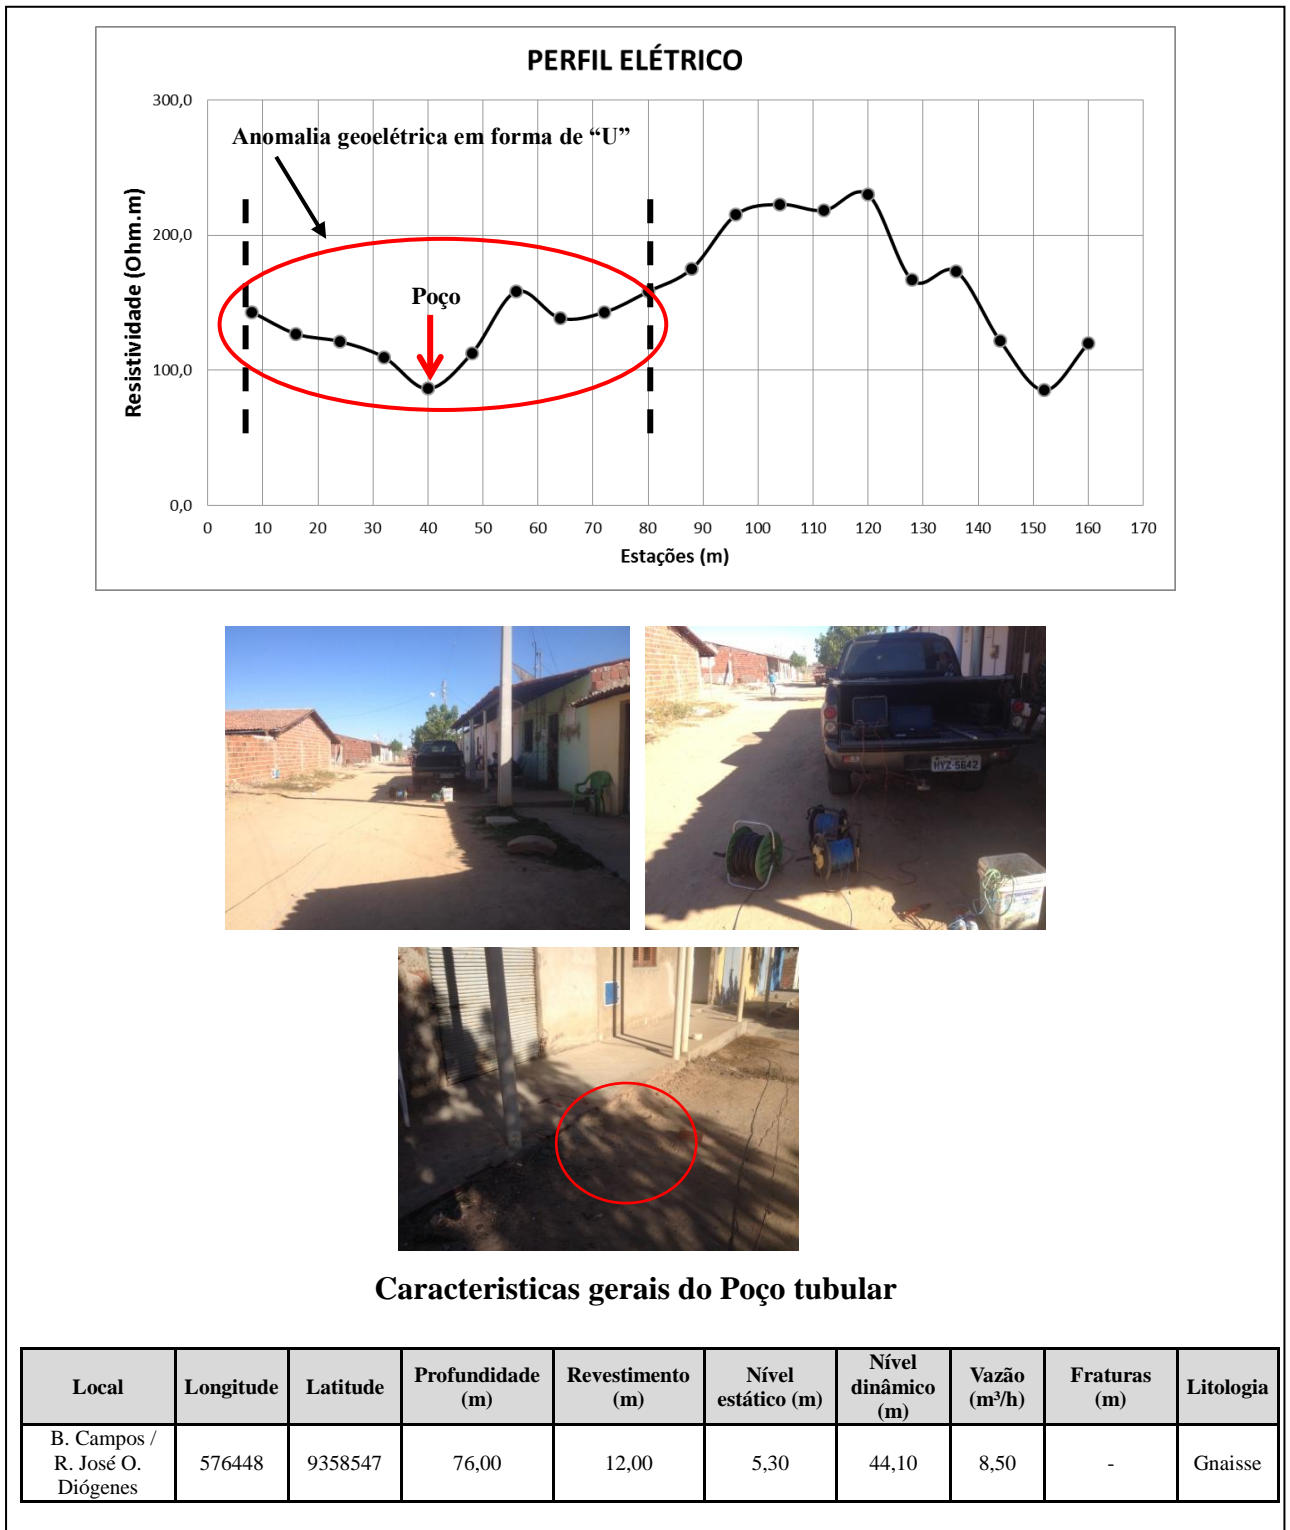 PERFIL ELÉTRICO
300,0
200,0
100,0
0,0
Resistividade (Ohm.m)
Anomalia geoelétrica em forma de “U”
Poço
0 10 20 30 40 50 60 70 80 90 100 110 120 130 140 150 160 170
Estações (m)
HYZ-5642
Caracteristicas gerais do Poço tubular
Local Longitude Latitude Profundidade (m) Revestimento (m) Nível estático (m) Nível dinâmico (m) Vazão (m³/h) Fraturas (m) Litologia
B. Campos / R. José O. Diógenes 576448 9358547 76,00 12,00 5,30 44,10 8,50 - Gnaisse